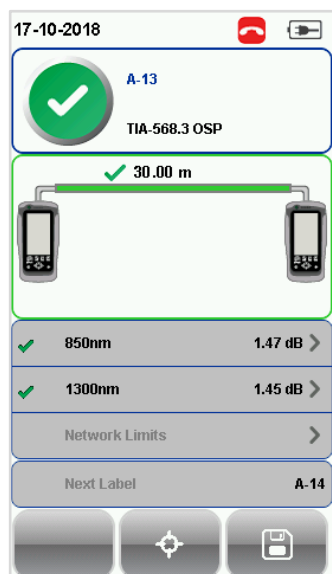 17-10-2018
A-13
TIA-568.3 OSP
30.00 m
850nm 1.47 dB
1300nm 1.45 dB
Network Limits
Next Label A-14